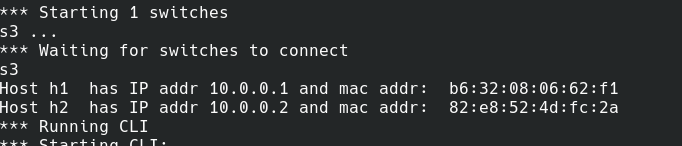 *** Starting 1 switches
s3 ...
*** Waiting for switches to connect
s3
Host h1  has IP addr 10.0.0.1 and mac addr:  b6:32:08:06:62:f1
Host h2  has IP addr 10.0.0.2 and mac addr:  82:e8:52:4d:fc:2a
*** Running CLI
*** Starting CLI: